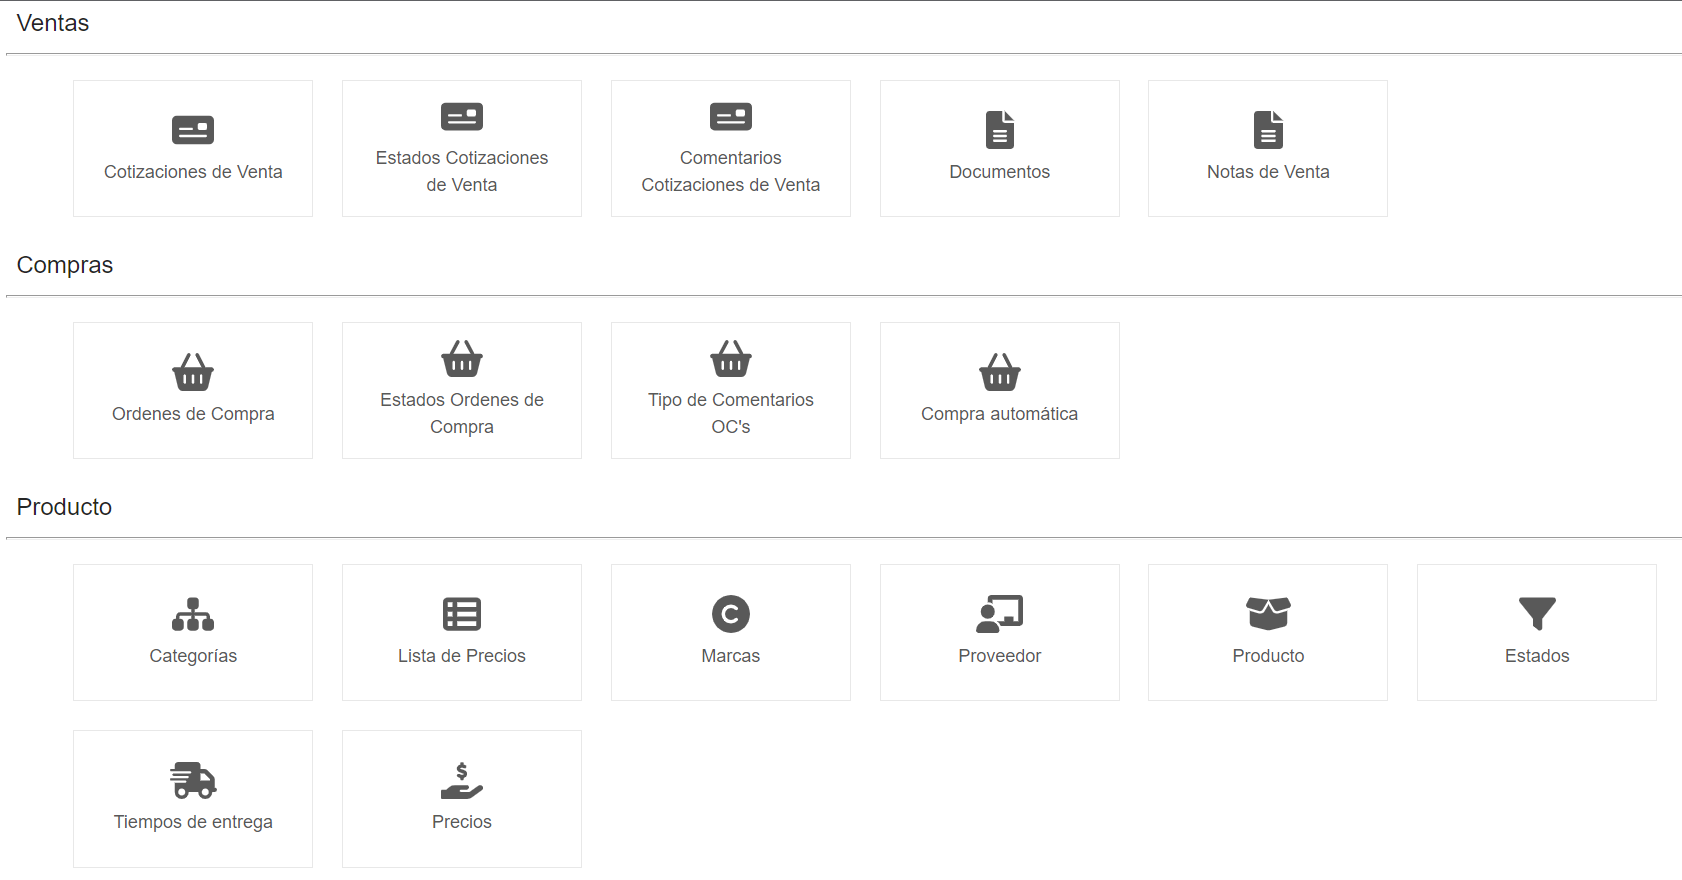 Ventas
Cotizaciones de Venta
Estados Cotizaciones
de Venta
Comentarios
Cotizaciones de Venta
Documentos
Notas de Venta
Compras
Ordenes de Compra
Estados Ordenes de
Compra
Tipo de Comentarios
OC's
Compra automática
Producto
Categorías
Lista de Precios
Marcas
Proveedor
Producto
Estados
Tiempos de entrega
Precios